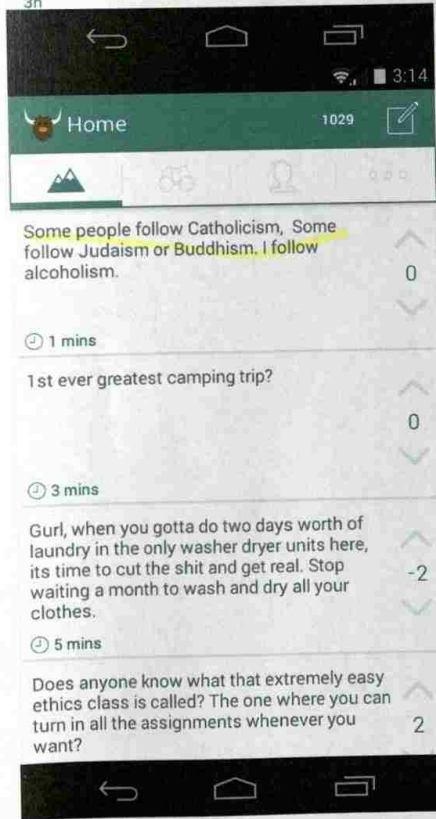 3h
3:14
Home
1029
Some people follow Catholicism, Some
follow Judaism or Buddhism. I follow
alcoholism.
0
1 mins
1st ever greatest camping trip?
0
3 mins
Gurl, when you gotta do two days worth of
laundry in the only washer dryer units here,
its time to cut the shit and get real. Stop
waiting a month to wash and dry all your
clothes.
-2
5 mins
Does anyone know what that extremely easy
ethics class is called? The one where you can
turn in all the assignments whenever you
want?
2